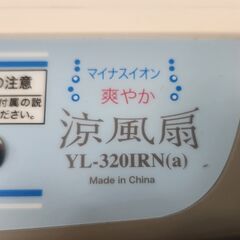 の注意
付属の説
ださい。
マイナスイオン
爽やか
涼風扇
YL-320IRN(a)
Made in China